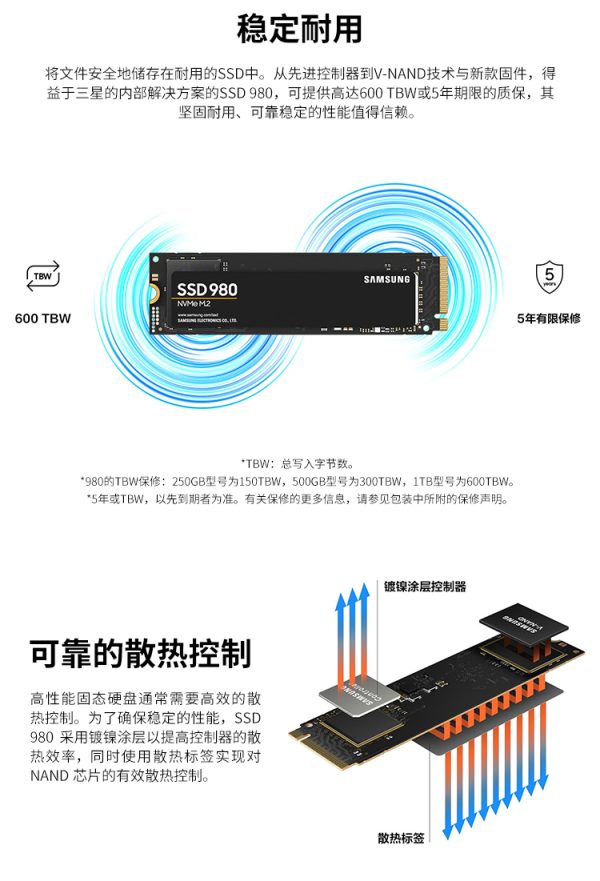 稳定耐用
将文件安全地储存在耐用的SSD中。从先进控制器到V-NAND技术与新款固件，得
益于三星的内部解决方案的SSD 980，可提供高达600 TBW或5年期限的质保，其
坚固耐用、可靠稳定的性能值得信赖。
TBW
600 TBW
SSD 980
NVMe M.2
www.samsung.com/ssd
SAMSUNG ELECTRONICS CO., LTD.
SAMSUNG
5
years
5年有限保修
*TBW：总写入字节数。
*980的TBW保修：250GB型号为150TBW，500GB型号为300TBW，1TB型号为600TBW。
*5年或TBW，以先到期者为准。有关保修的更多信息，请参见包装中所附的保修声明。
镀镍涂层控制器
SAMSUNG
V-NAND
可靠的散热控制
SAMSUNG
Controller
高性能固态硬盘通常需要高效的散
热控制。为了确保稳定的性能，SSD
980 采用镀镍涂层以提高控制器的散
热效率，同时使用散热标签实现对
NAND 芯片的有效散热控制。
散热标签